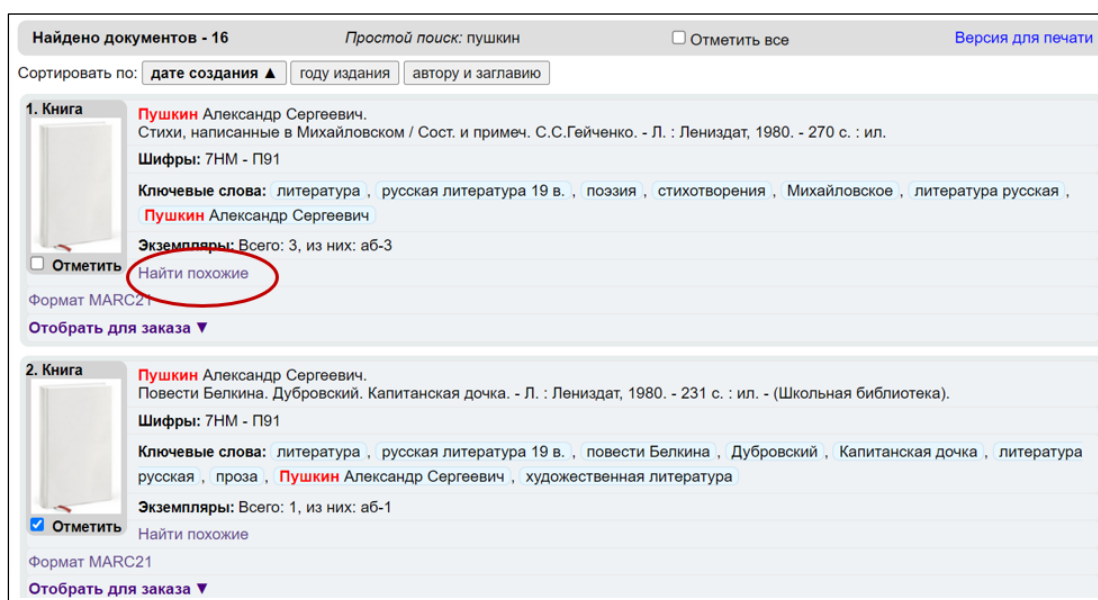 Найдено документов - 16 Простой поиск: пушкин Отметить все Версия для печати
Сортировать по: дате создания ▲ году издания автору и заглавию
1. Книга
Пушкин Александр Сергеевич.
Стихи, написанные в Михайловском / Сост. и примеч. С.С.Гейченко. - Л. : Лениздат, 1980. - 270 с. : ил.
Шифры: 7НМ - П91
Ключевые слова: литература , русская литература 19 в. , поэзия , стихотворения , Михайловское , литература русская ,
Пушкин Александр Сергеевич
Экземпляры: Всего: 3, из них: аб-3
Отметить
Найти похожие
Формат MARC21
Отобрать для заказа ▼
2. Книга
Пушкин Александр Сергеевич.
Повести Белкина. Дубровский. Капитанская дочка. - Л. : Лениздат, 1980. - 231 с. : ил. - (Школьная библиотека).
Шифры: 7НМ - П91
Ключевые слова: литература , русская литература 19 в. , повести Белкина , Дубровский , Капитанская дочка , литература
русская , проза , Пушкин Александр Сергеевич , художественная литература
Экземпляры: Всего: 1, из них: аб-1
Отметить
Найти похожие
Формат MARC21
Отобрать для заказа ▼